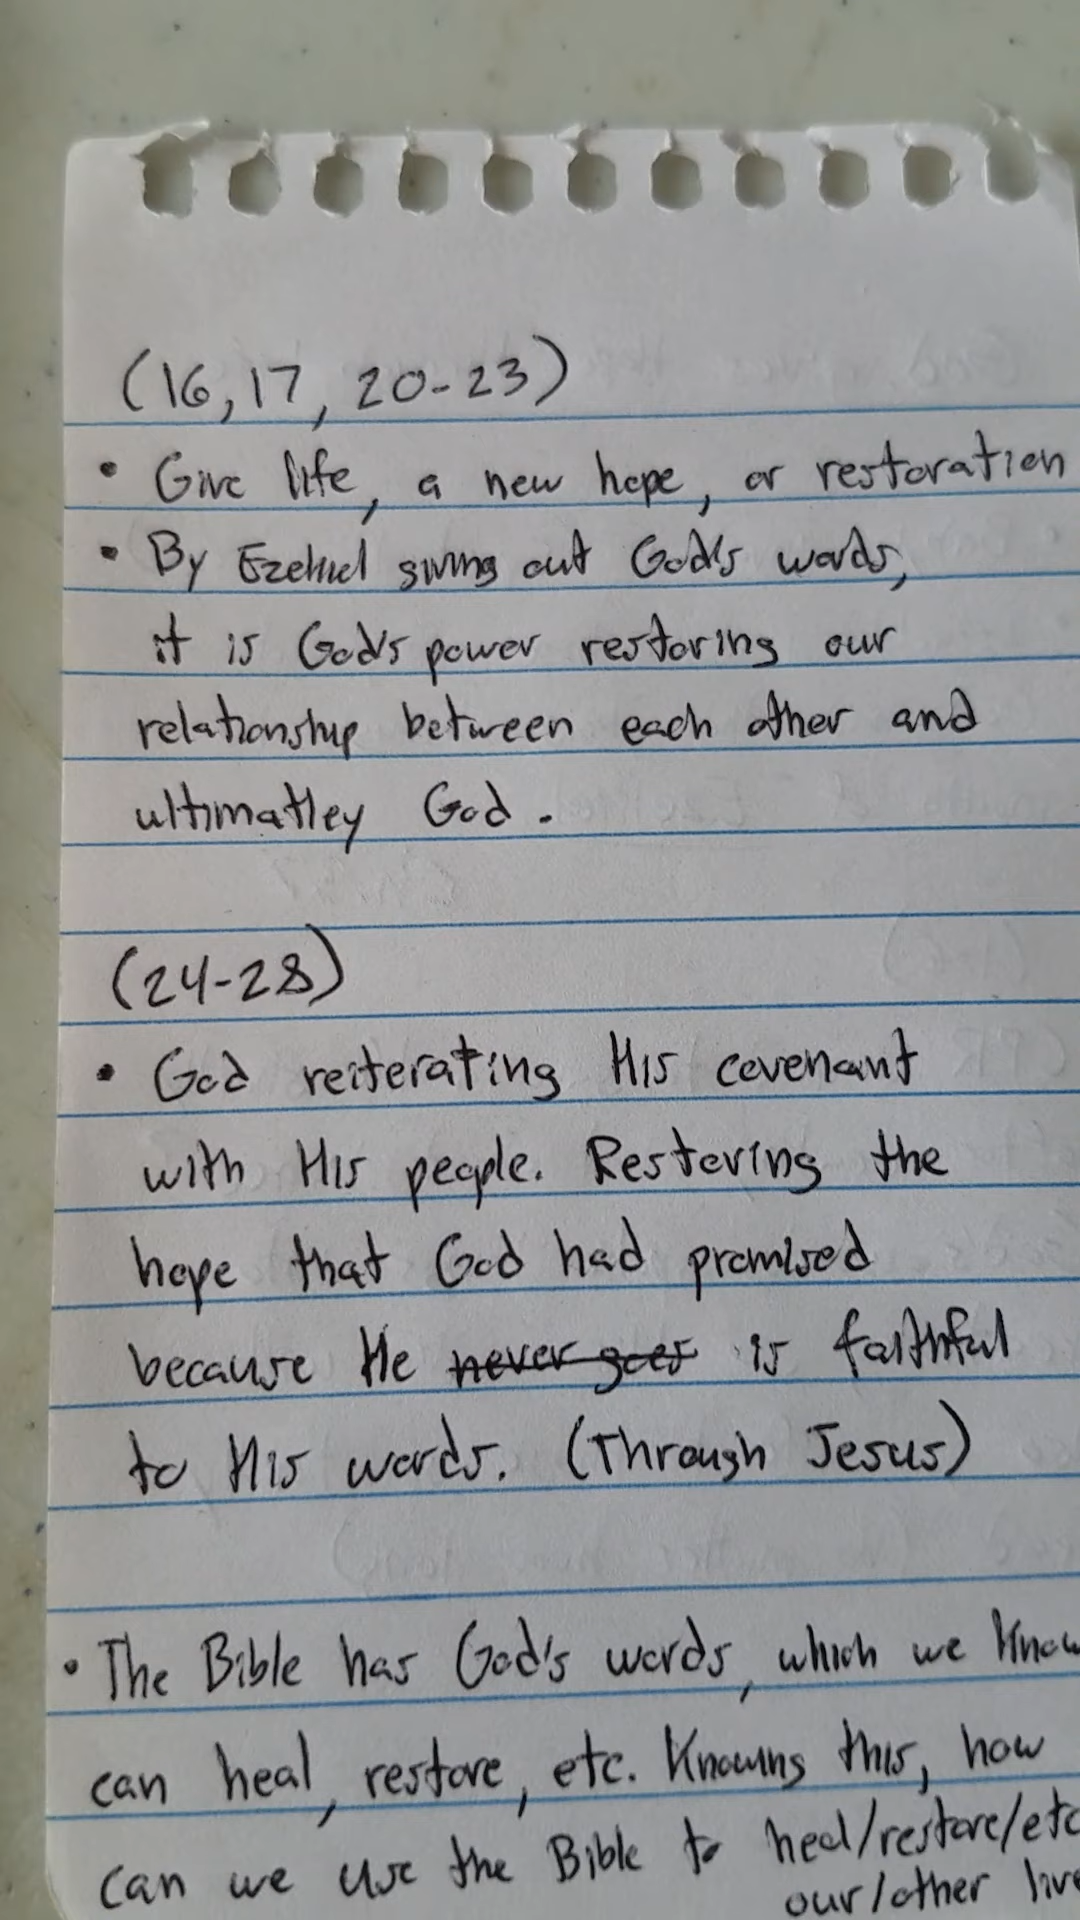 (16,17, 20-23)
• Give life, a new hope, or restoration
• By Ezekiel giving out God's words,
it is God's power restoring our
relationship between each other and
ultimatley God.
(24-28)
• God reiterating His covenant
with His people. Restoring the
hope that God had promised
because He never goes is faithful
to His words. (Through Jesus)
• The Bible has God's words, which we know
can heal, restore, etc. Knowing this, how
can we use the Bible to heal/restore/etc
our/other live